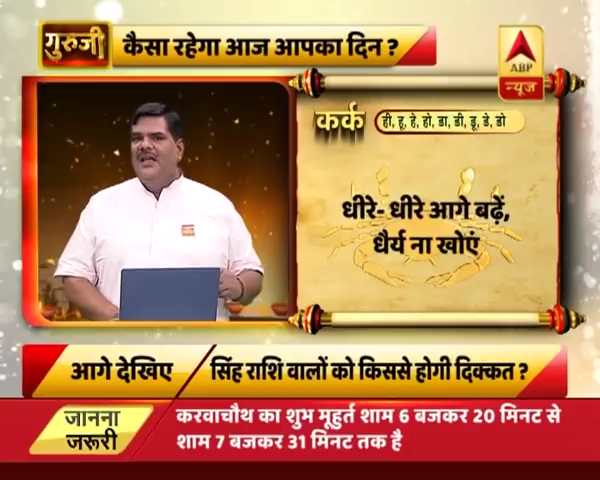 गुरुजी
कैसा रहेगा आज आपका दिन ?
ABP
न्यूज़
कर्क
ही, हू, हे, हो, डा, डी, डू, डे, डो
धीरे- धीरे आगे बढ़ें,
धैर्य ना खोएं
आगे देखिए
सिंह राशि वालों को किससे होगी दिक्कत ?
जानना
जरूरी
करवाचौथ का शुभ मूहुर्त शाम 6 बजकर 20 मिनट से
शाम 7 बजकर 31 मिनट तक है